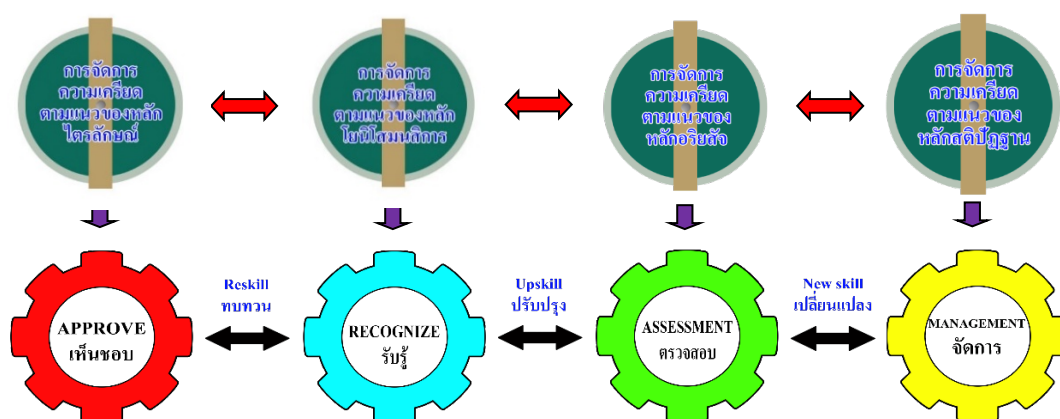 การจัดการ
ความเครียด
ตามแนวของหลัก
ไตรลักษณ์
การจัดการ
ความเครียด
ตามแนวของหลัก
โยนิโสมนสิการ
การจัดการ
ความเครียด
ตามแนวของ
หลักอริยสัจ
การจัดการ
ความเครียด
ตามแนวของ
หลักสติปัฏฐาน
APPROVE
เห็นชอบ
Reskill
ทบทวน
RECOGNIZE
รับรู้
Upskill
ปรับปรุง
ASSESSMENT
ตรวจสอบ
New skill
เปลี่ยนแปลง
MANAGEMENT
จัดการ